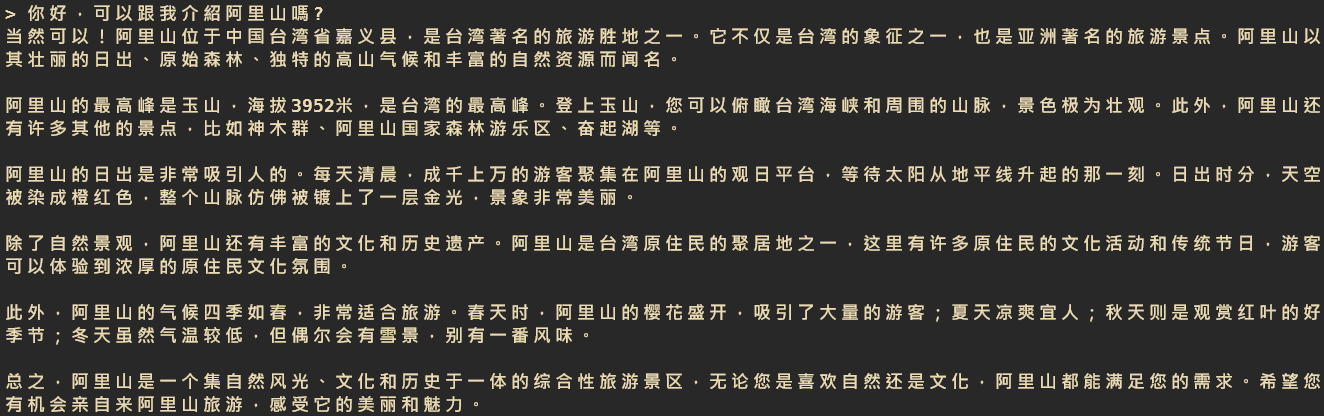 > 你好，可以跟我介紹阿里山嗎？
当然可以！阿里山位于中国台湾省嘉义县，是台湾著名的旅游胜地之一。它不仅是台湾的象征之一，也是亚洲著名的旅游景点。阿里山以
其壮丽的日出、原始森林、独特的高山气候和丰富的自然资源而闻名。
阿里山的最高峰是玉山，海拔3952米，是台湾的最高峰。登上玉山，您可以俯瞰台湾海峡和周围的山脉，景色极为壮观。此外，阿里山还
有许多其他的景点，比如神木群、阿里山国家森林游乐区、奋起湖等。
阿里山的日出是非常吸引人的。每天清晨，成千上万的游客聚集在阿里山的观日平台，等待太阳从地平线升起的那一刻。日出时分，天空
被染成橙红色，整个山脉仿佛被镀上了一层金光，景象非常美丽。
除了自然景观，阿里山还有丰富的文化和历史遗产。阿里山是台湾原住民的聚居地之一，这里有许多原住民的文化活动和传统节日，游客
可以体验到浓厚的原住民文化氛围。
此外，阿里山的气候四季如春，非常适合旅游。春天时，阿里山的樱花盛开，吸引了大量的游客；夏天凉爽宜人；秋天则是观赏红叶的好
季节；冬天虽然气温较低，但偶尔会有雪景，别有一番风味。
总之，阿里山是一个集自然风光、文化和历史于一体的综合性旅游景区，无论您是喜欢自然还是文化，阿里山都能满足您的需求。希望您
有机会亲自来阿里山旅游，感受它的美丽和魅力。